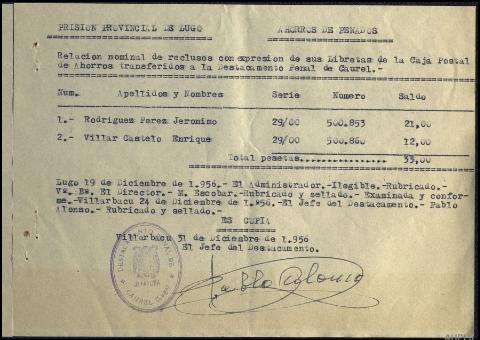 PRISION PROVINCIAL DE LUGO AHORROS DE PENADOS
Relacion nominal de reclusos con expresion de sus Libretas de la Caja Postal
de Ahorros transferidos a la Destacamento Penal de Caurel.-
Num. Apellidos y Nombres Serie Numero Saldo
1.- Rodriguez Perez Jeronimo 29/00 500.853 21,00
2.- Villar Castelo Enrique 29/00 500.860 12,00
Total pesetas.................. 33,00
Lugo 19 de Diciembre de 1.956.- El Administrador.-Ilegible.-Rubricado.-
Vº. Bº. El Director.- M. Escobar.-Rubricado y sellado.- Examinada y confor-
me.-Villarbacu 24 de Diciembre de 1.956.-El Jefe del Destacamento.- Pablo
Alonso.- Rubricado y sellado.-
ES COPIA
Villarbacu 31 de Diciembre de 1.956
El Jefe del Destacamento.
Pablo Alonso
JEFATURA